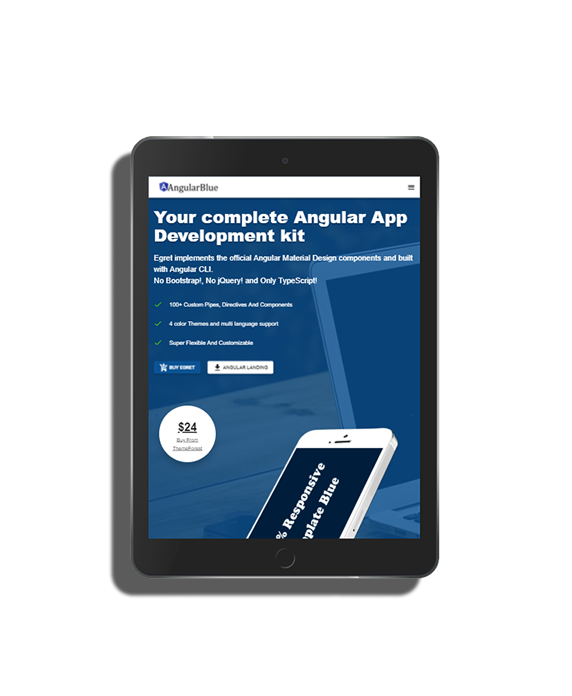 AngularBlue
Your complete Angular App
Development kit
Egret implements the official Angular Material Design components and built
with Angular CLI.
No Bootstrap!, No jQuery! and Only TypeScript!
100+ Custom Pipes, Directives And Components
4 color Themes and multi language support
Super Flexible And Customizable
BUY EGRET
ANGULAR LANDING
$24
Buy From
ThemeForest
% Responsive
plate Blue